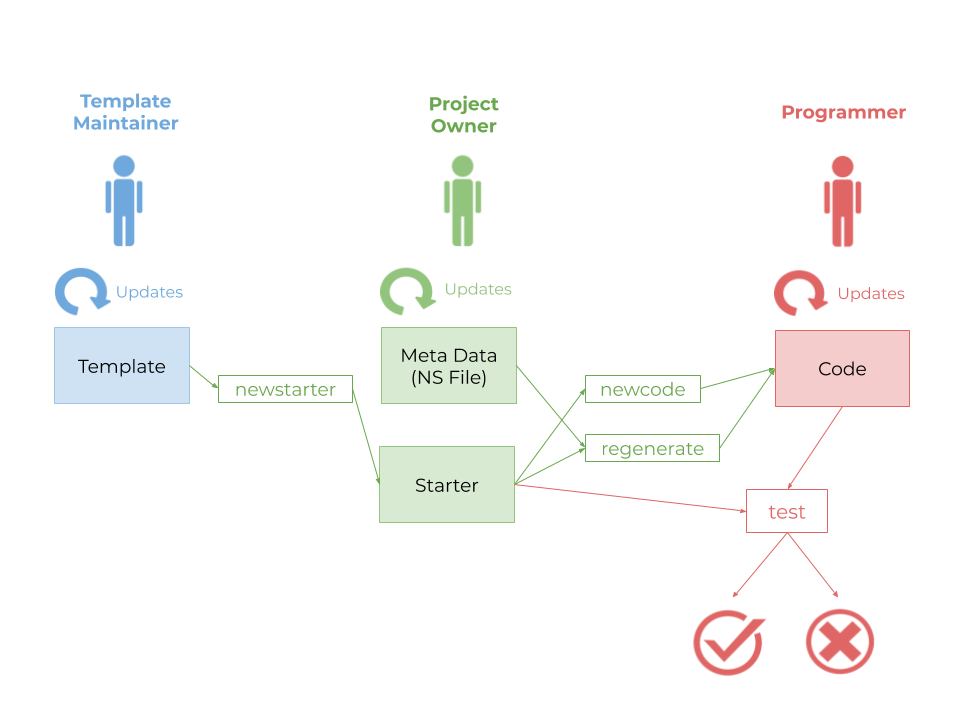 Template
Maintainer
Project
Owner
Programmer
Updates
Updates
Updates
Template
Meta Data
(NS File)
Code
newstarter
newcode
regenerate
Starter
test